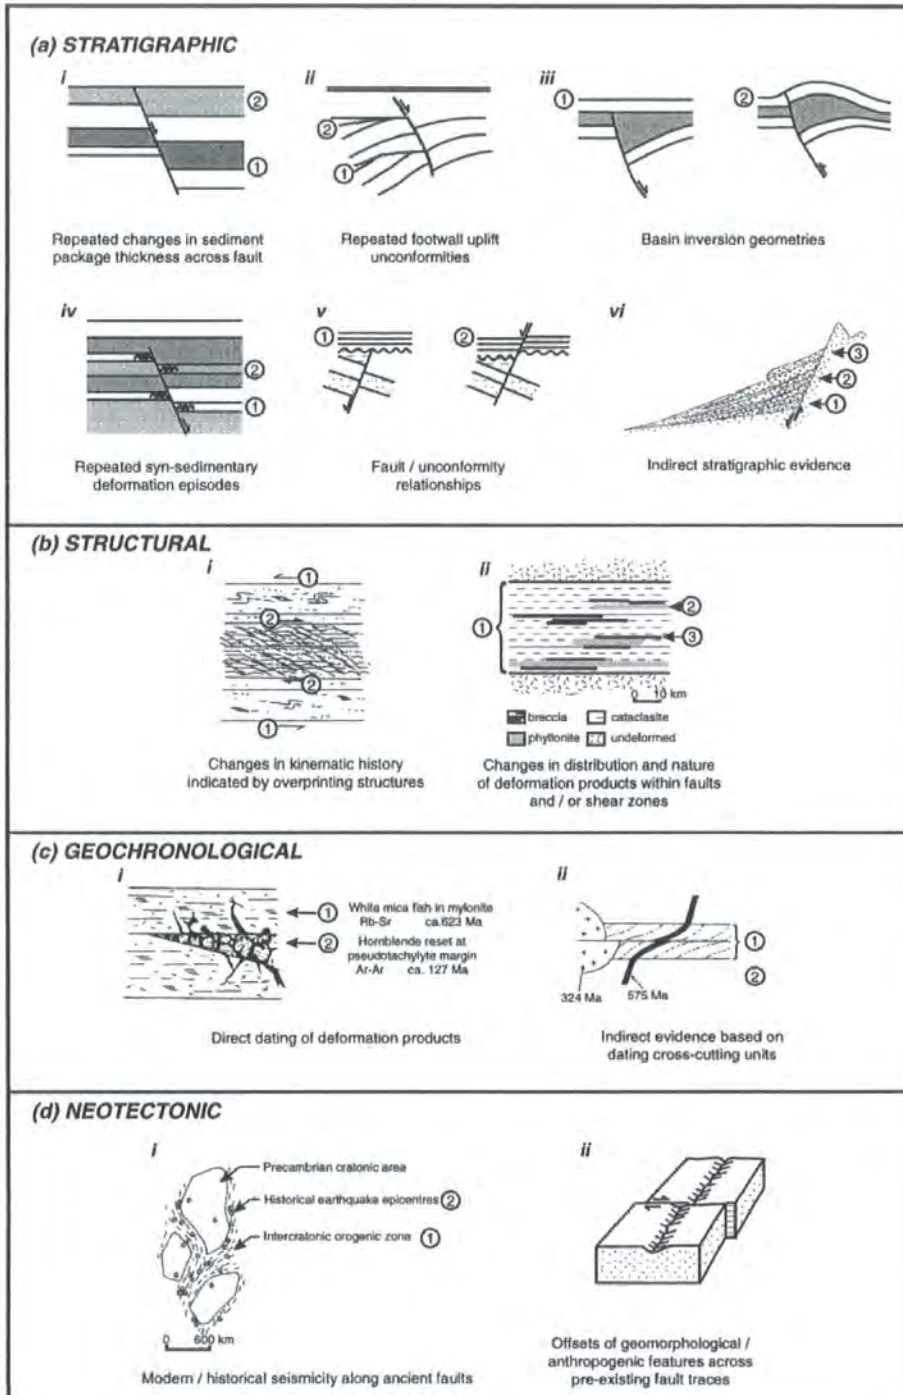 (a) STRATIGRAPHIC
i
2
1
Repeated changes in sediment
package thickness across fault
ii
2
1
Repeated footwall uplift
unconformities
iii
1
2
Basin inversion geometries
iv
2
1
Repeated syn-sedimentary
deformation episodes
v
1
2
Fault / unconformity
relationships
vi
3
2
1
Indirect stratigraphic evidence
(b) STRUCTURAL
i
1
2
2
1
Changes in kinematic history
indicated by overprinting structures
ii
1
2
3
0 10 km
breccia cataclasite
phyllonite undeformed
Changes in distribution and nature
of deformation products within faults
and / or shear zones
(c) GEOCHRONOLOGICAL
i
1 White mica fish in mylonite
Rb-Sr ca.623 Ma
2 Hornblende reset at
pseudotachylyte margin
Ar-Ar ca. 127 Ma
Direct dating of deformation products
ii
1
2
324 Ma 575 Ma
Indirect evidence based on
dating cross-cutting units
(d) NEOTECTONIC
i
Precambrian cratonic area
Historical earthquake epicentres 2
Intercratonic orogenic zone 1
0 600 km
Modern / historical seismicity along ancient faults
ii
Offsets of geomorphological /
anthropogenic features across
pre-existing fault traces